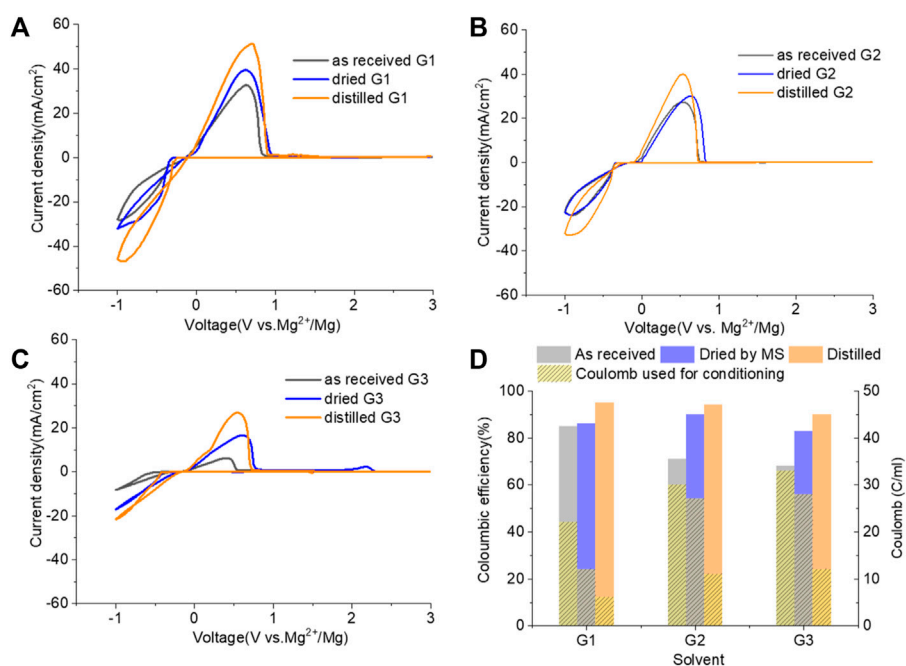 A
60
40
20
0
-20
-40
-60
Current density(mA/cm²)
as received G1
dried G1
distilled G1
-1
0
1
2
3
Voltage(V vs.Mg²⁺/Mg)
B
60
40
20
0
-20
-40
-60
Current density(mA/cm²)
as received G2
dried G2
distilled G2
-1
0
1
2
3
Voltage(V vs. Mg²⁺/Mg)
C
60
40
20
0
-20
-40
-60
Current density(mA/cm²)
as received G3
dried G3
distilled G3
-1
0
1
2
3
Voltage(V vs.Mg²⁺/Mg)
D
As received
Dried by MS
Distilled
Coulomb used for conditioning
100
80
60
40
20
0
Coloumbic efficiency(%)
50
40
30
20
10
0
Coulomb (C/ml)
G1
G2
G3
Solvent